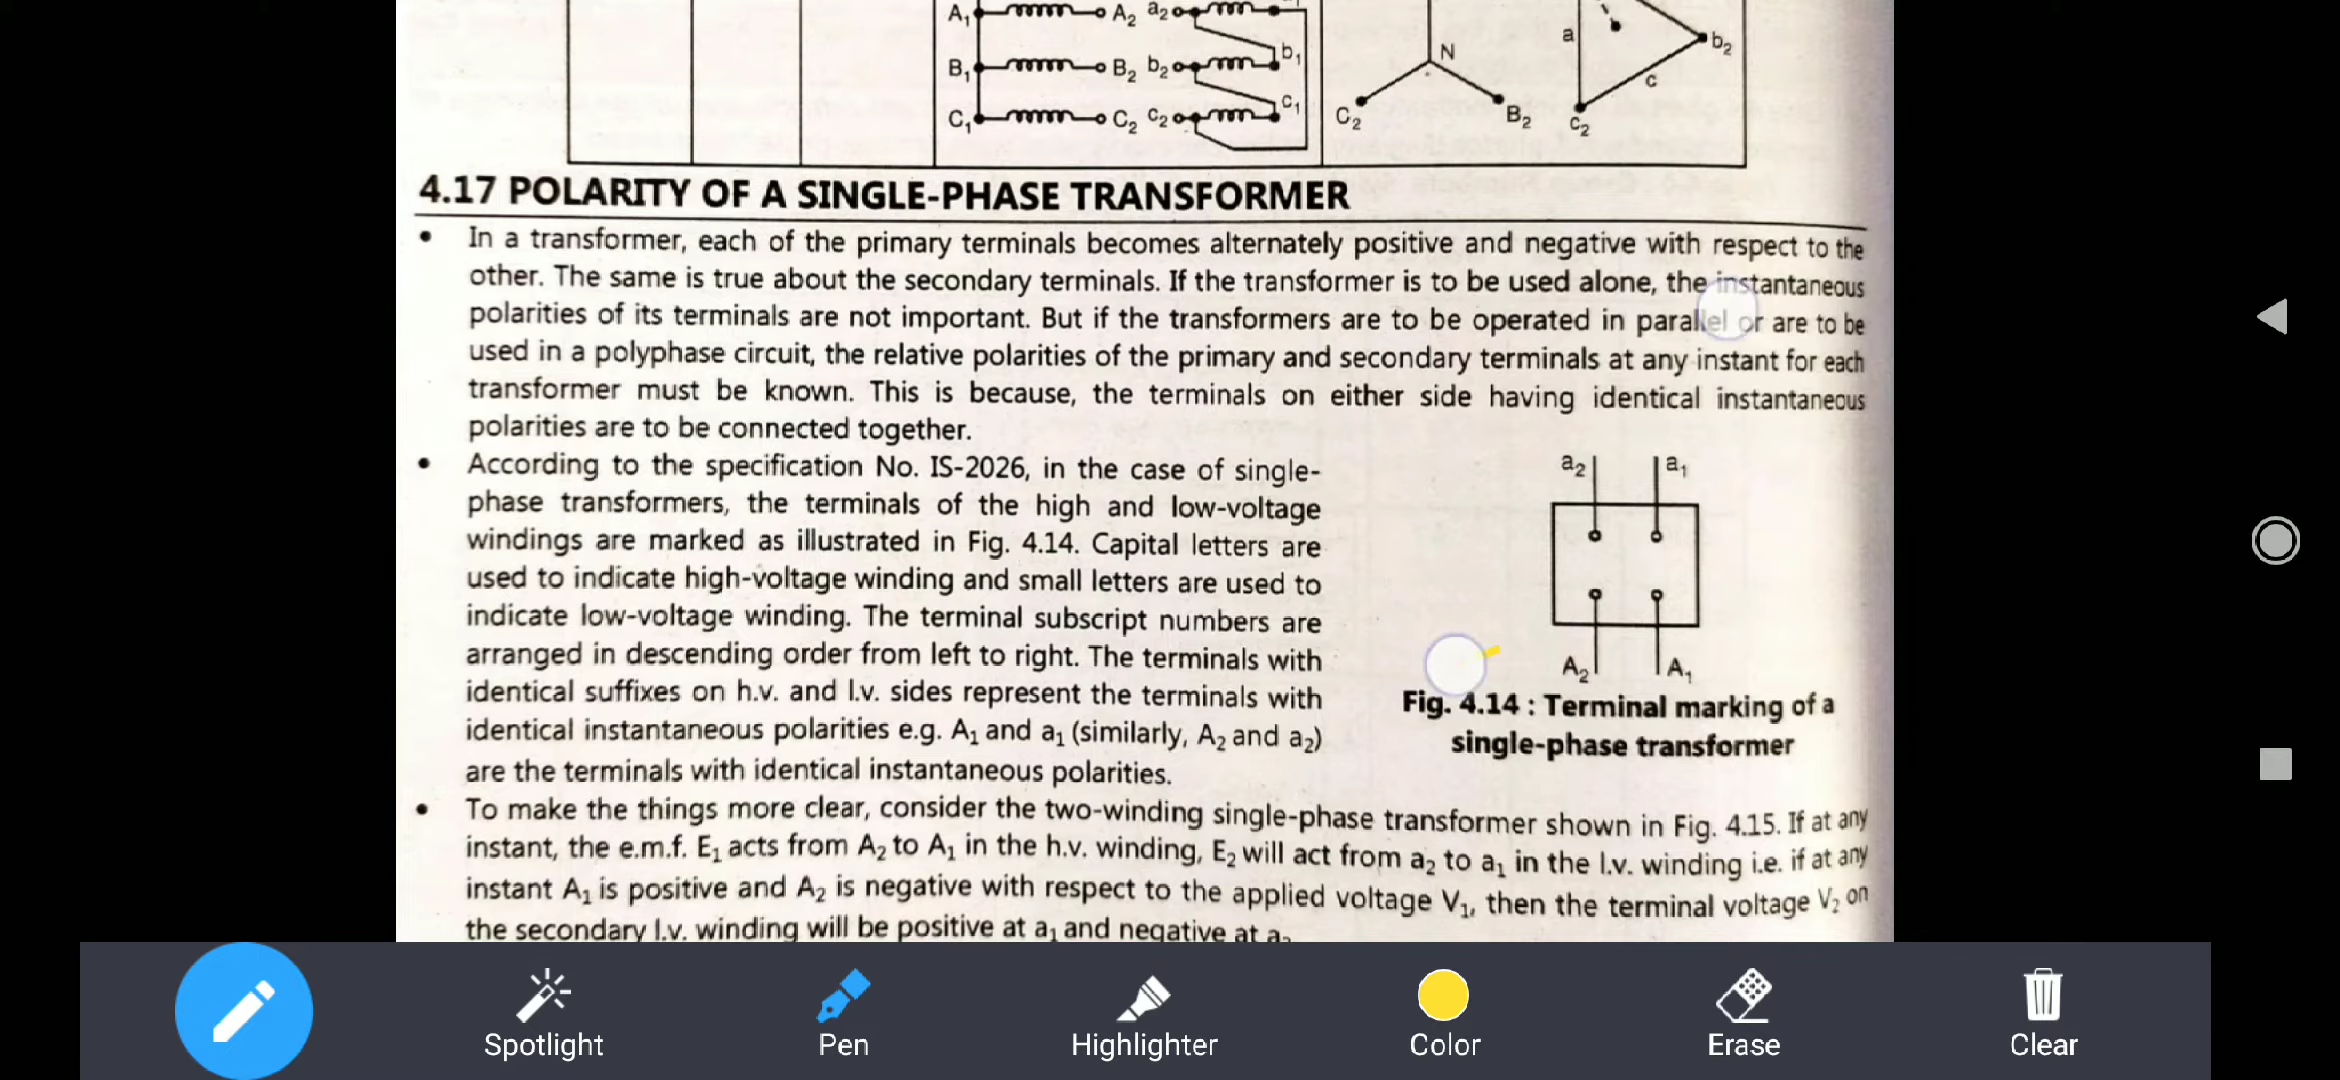 A₁ A₂ a₂
B₁ B₂ b₂ b₁
C₁ C₂ c₂ c₁
N
C₂ B₂
a
b₂
c
c₂
4.17 POLARITY OF A SINGLE-PHASE TRANSFORMER
• In a transformer, each of the primary terminals becomes alternately positive and negative with respect to the
other. The same is true about the secondary terminals. If the transformer is to be used alone, the instantaneous
polarities of its terminals are not important. But if the transformers are to be operated in parallel or are to be
used in a polyphase circuit, the relative polarities of the primary and secondary terminals at any instant for each
transformer must be known. This is because, the terminals on either side having identical instantaneous
polarities are to be connected together.
• According to the specification No. IS-2026, in the case of single-
phase transformers, the terminals of the high and low-voltage
windings are marked as illustrated in Fig. 4.14. Capital letters are
used to indicate high-voltage winding and small letters are used to
indicate low-voltage winding. The terminal subscript numbers are
arranged in descending order from left to right. The terminals with
identical suffixes on h.v. and l.v. sides represent the terminals with
identical instantaneous polarities e.g. A₁ and a₁ (similarly, A₂ and a₂)
are the terminals with identical instantaneous polarities.
a₂ a₁
A₂ A₁
Fig. 4.14 : Terminal marking of a
single-phase transformer
• To make the things more clear, consider the two-winding single-phase transformer shown in Fig. 4.15. If at any
instant, the e.m.f. E₁ acts from A₂ to A₁ in the h.v. winding, E₂ will act from a₂ to a₁ in the l.v. winding i.e. if at any
instant A₁ is positive and A₂ is negative with respect to the applied voltage V₁, then the terminal voltage V₂ on
the secondary l.v. winding will be positive at a₁ and negative at a₂
Spotlight
Pen
Highlighter
Color
Erase
Clear